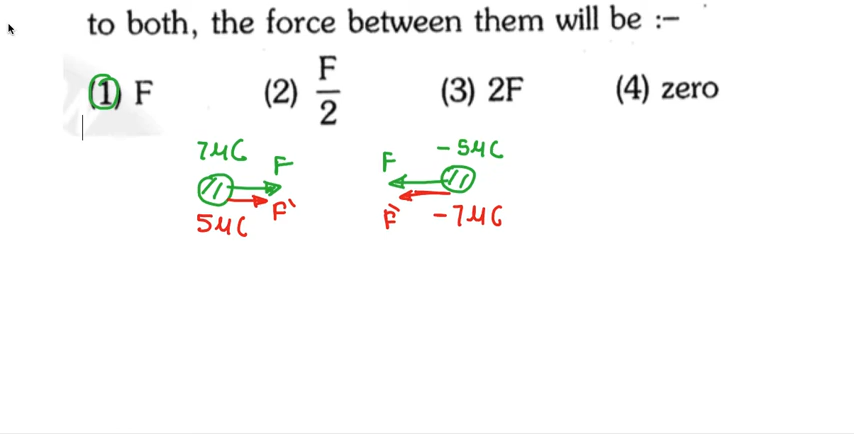 to both, the force between them will be :–
(1) F (2) F/2 (3) 2F (4) zero
7μC F F -5μC
5μC F' F' -7μC